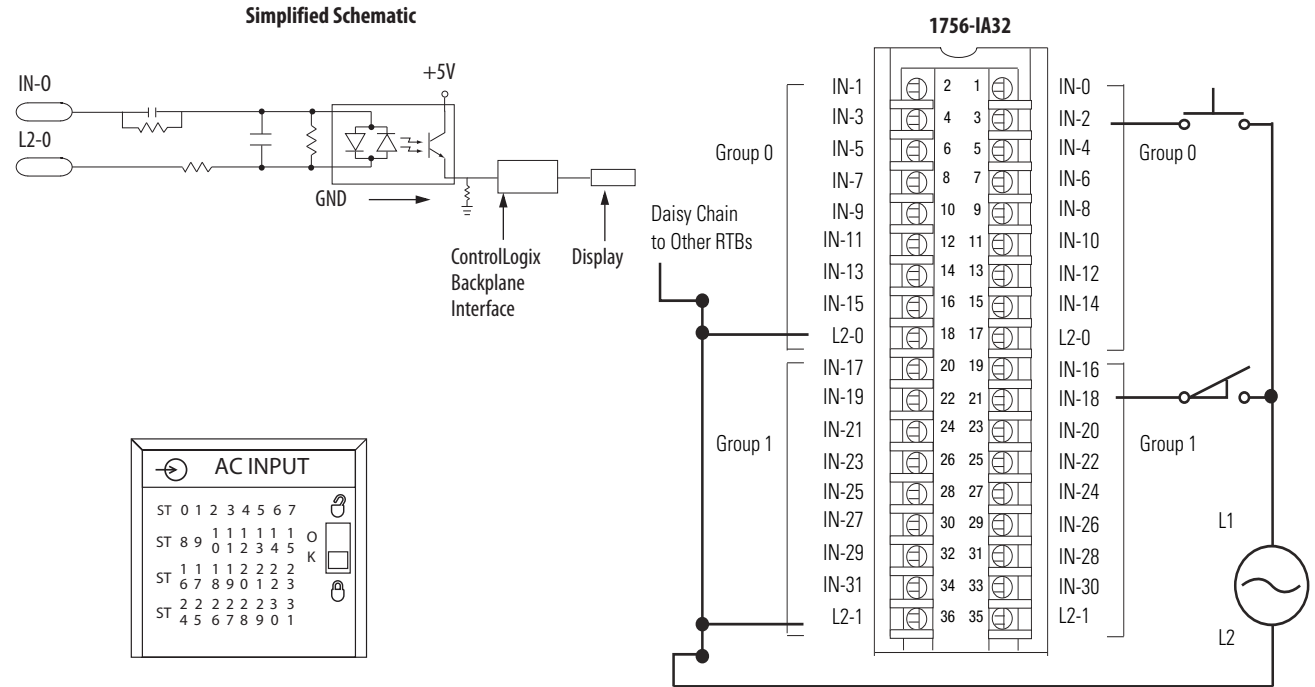 Simplified Schematic
IN-0
L2-0
+5V
GND
ControlLogix
Backplane
Interface
Display
AC INPUT
ST 0 1 2 3 4 5 6 7
ST 8 9 10 11 12 13 14 15
ST 16 17 18 19 20 21 22 23
ST 24 25 26 27 28 29 30 31
O
K
1756-IA32
Daisy Chain
to Other RTBs
Group 0
Group 1
IN-1 2 1 IN-0
IN-3 4 3 IN-2
IN-5 6 5 IN-4
IN-7 8 7 IN-6
IN-9 10 9 IN-8
IN-11 12 11 IN-10
IN-13 14 13 IN-12
IN-15 16 15 IN-14
L2-0 18 17 L2-0
IN-17 20 19 IN-16
IN-19 22 21 IN-18
IN-21 24 23 IN-20
IN-23 26 25 IN-22
IN-25 28 27 IN-24
IN-27 30 29 IN-26
IN-29 32 31 IN-28
IN-31 34 33 IN-30
L2-1 36 35 L2-1
Group 0
Group 1
L1
L2